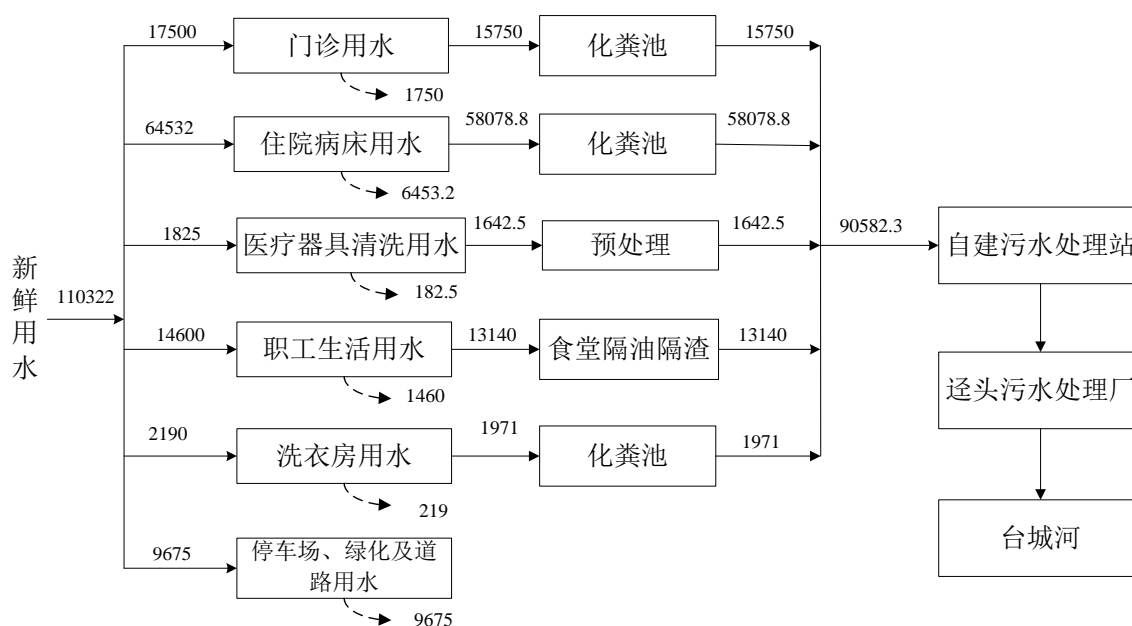 17500
门诊用水
15750
化粪池
15750
1750
64532
住院病床用水
58078.8
化粪池
58078.8
6453.2
1825
医疗器具清洗用水
1642.5
预处理
1642.5
90582.3
自建污水处理站
182.5
新鲜用水
110322
14600
职工生活用水
13140
食堂隔油隔渣
13140
迳头污水处理厂
1460
2190
洗衣房用水
1971
化粪池
1971
219
台城河
9675
停车场、绿化及道
路用水
9675